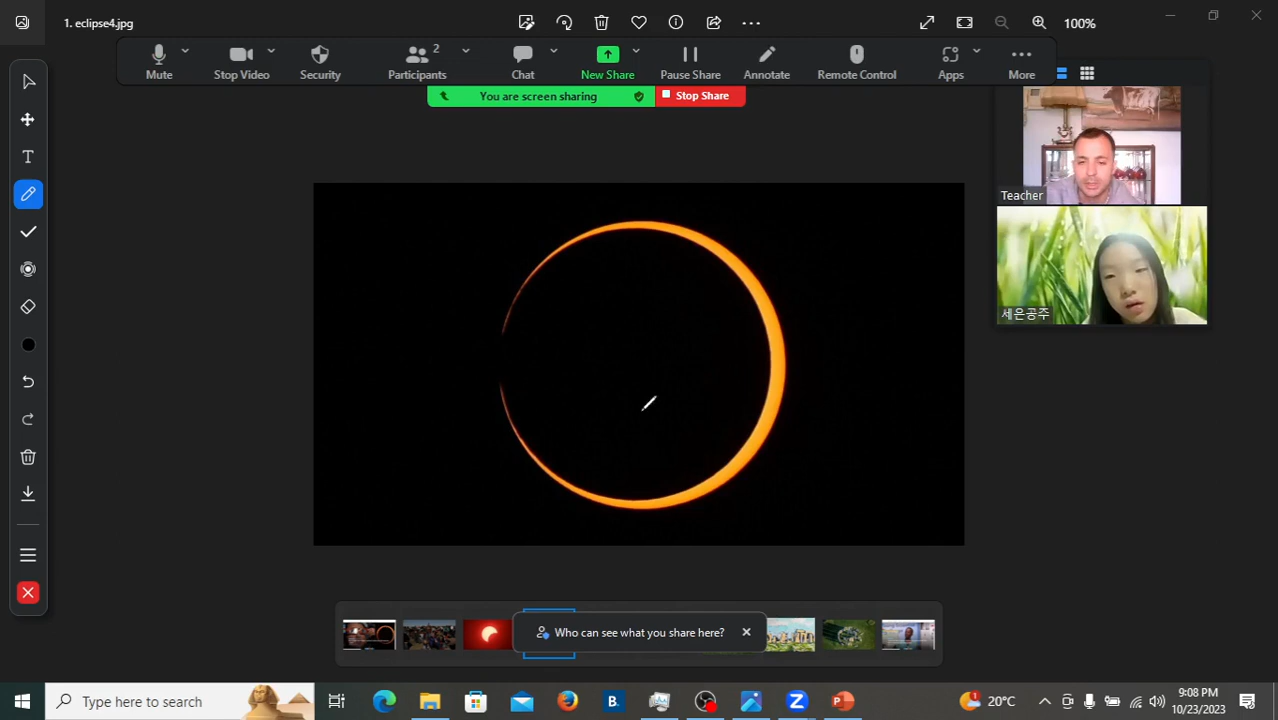 1. eclipse4.jpg
100%
Mute
Stop Video
Security
2
Participants
Chat
New Share
Pause Share
Annotate
Remote Control
Apps
More
You are screen sharing
Stop Share
T
Teacher
세은공주
Who can see what you share here?
Type here to search
B.
1
20°C
9:08 PM
10/23/2023